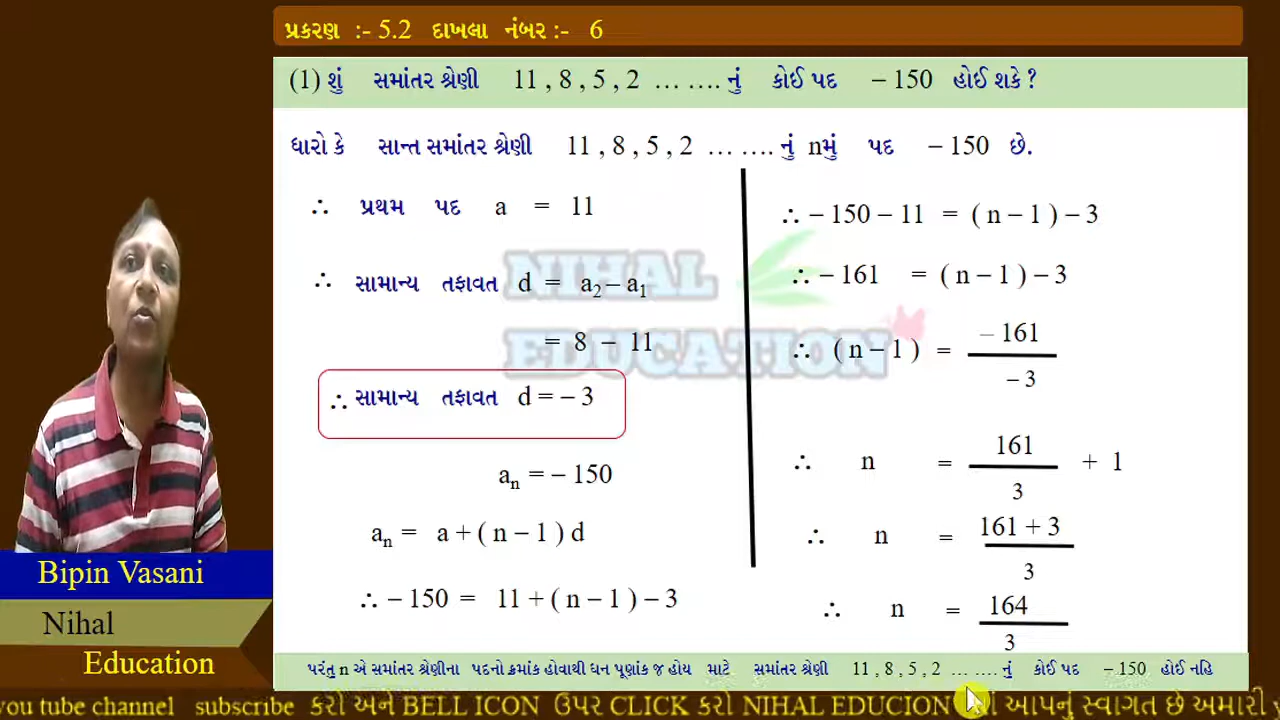 પ્રકરણ :- 5.2 દાખલા નંબર :- 6
(1) શું સમાંતર શ્રેણી 11 , 8 , 5 , 2 ... .... નું કોઈ પદ – 150 હોઈ શકે ?
ધારો કે સાન્ત સમાંતર શ્રેણી 11 , 8 , 5 , 2 ... .... નું nમું પદ – 150 છે.
∴ પ્રથમ પદ a = 11
∴ સામાન્ય તફાવત d = a₂ – a₁
= 8 – 11
∴ સામાન્ય તફાવત d = – 3
aₙ = – 150
aₙ = a + ( n – 1 ) d
∴ – 150 = 11 + ( n – 1 ) – 3
∴ – 150 – 11 = ( n – 1 ) – 3
∴ – 161 = ( n – 1 ) – 3
∴ ( n – 1 ) = – 161 / – 3
∴ n = 161 / 3 + 1
∴ n = 161 + 3 / 3
∴ n = 164 / 3
પરંતુ n એ સમાંતર શ્રેણીના પદનો ક્રમાંક હોવાથી ધન પૂણાંક જ હોય માટે સમાંતર શ્રેણી 11 , 8 , 5 , 2 ... .... નું કોઈ પદ – 150 હોઈ નહિ
NIHAL
EDUCATION
Bipin Vasani
Nihal
Education
you tube channel subscribe કરો અને BELL ICON ઉપર CLICK કરો NIHAL EDUCION માં આપનું સ્વાગત છે અમારી